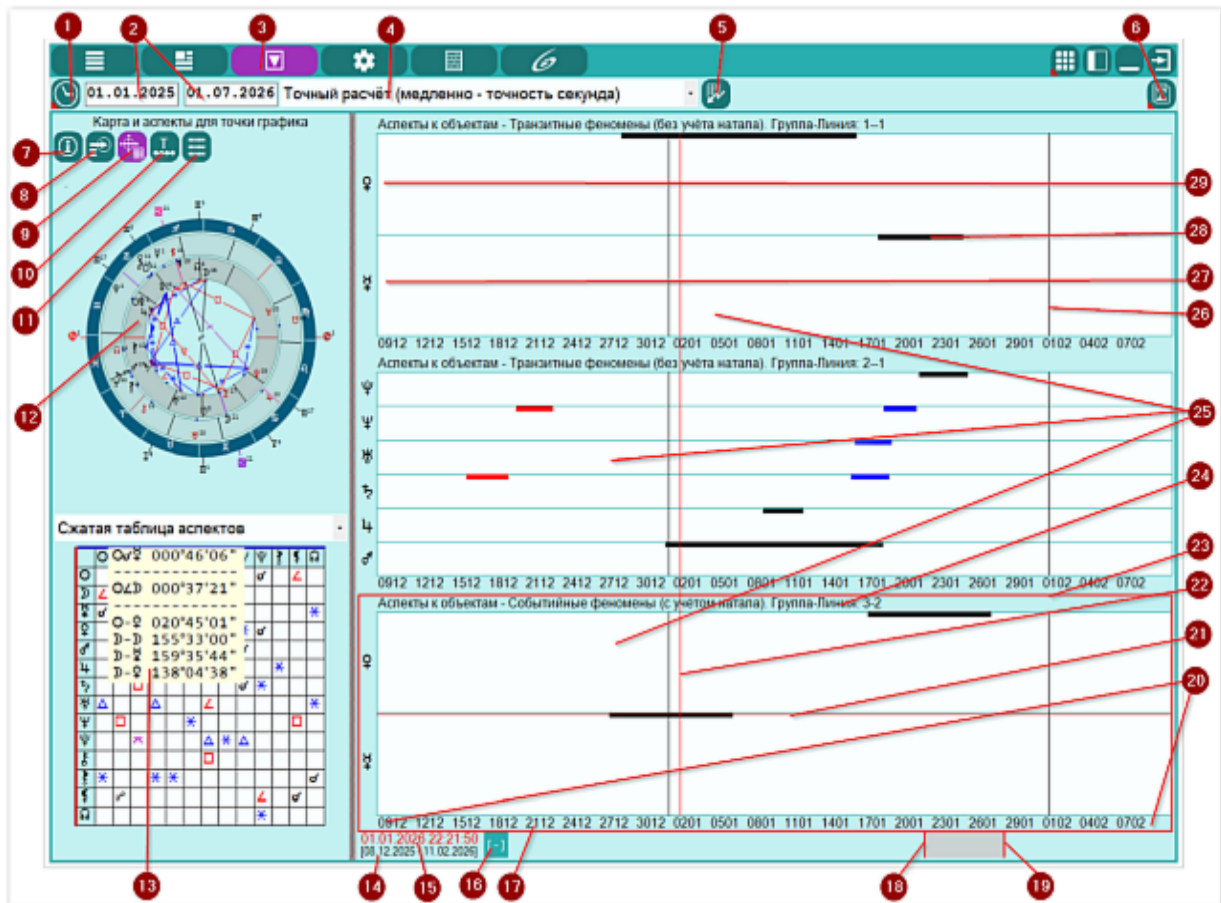 1 2 3 4 5 6
01.01.2025 01.07.2026 Точный расчёт (медленно - точность секунда)
Карта и аспекты для точки графика
Аспекты к объектам - Транзитные феномены (без учёта натала). Группа-Линия: 1--1
7
8
9
10
11
12
29
28
27
26
0912 1212 1512 1812 2112 2412 2712 3012 0201 0501 0801 1101 1401 1701 2001 2301 2601 2901 0102 0402 0702
Аспекты к объектам - Транзитные феномены (без учёта натала). Группа-Линия: 2--1
25
24
23
22
21
20
Сжатая таблица аспектов
000°46'06"
000°37'21"
020°45'01"
155°33'00"
159°35'44"
138°04'38"
0912 1212 1512 1812 2112 2412 2712 3012 0201 0501 0801 1101 1401 1701 2001 2301 2601 2901 0102 0402 0702
Аспекты к объектам - Событийные феномены (с учётом натала). Группа-Линия: 3-2
0912 1212 1512 1812 2112 2412 2712 3012 0201 0501 0801 1101 1401 1701 2001 2301 2601 2901 0102 0402 0702
01.01.2026 22:21:50
[08.12.2025 - 11.02.2026]
[-]
13 14 15 16 17 18 19